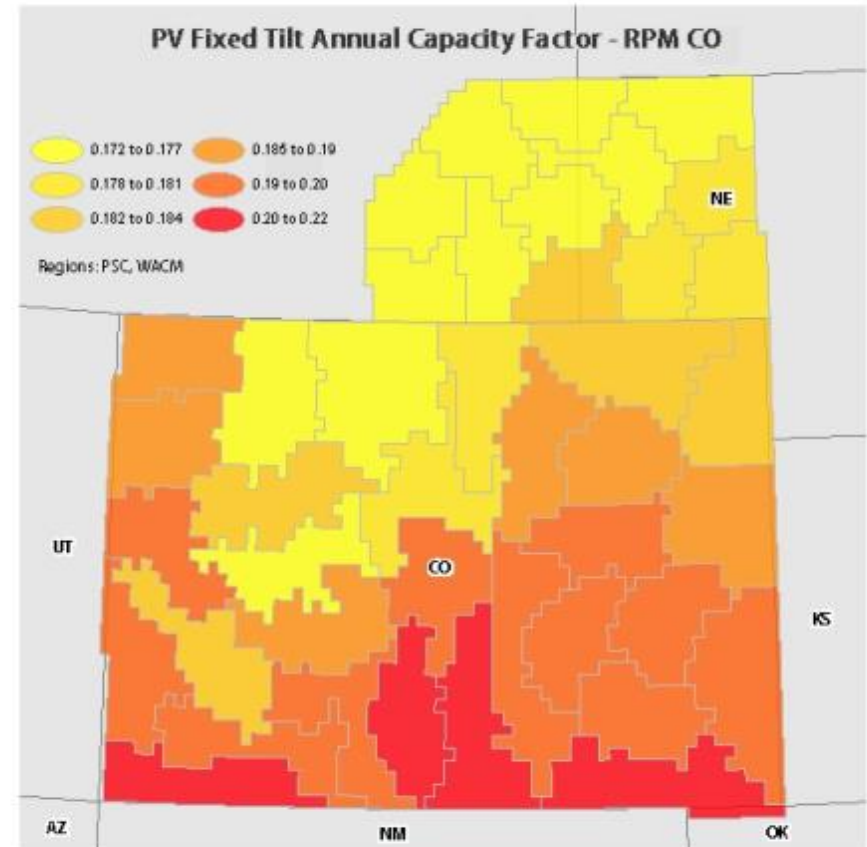 PV Fixed Tilt Annual Capacity Factor - RPM CO
0.172 to 0.177
0.185 to 0.19
0.178 to 0.181
0.19 to 0.20
0.182 to 0.184
0.20 to 0.22
Regions: PSC, WACM
NE
UT
CO
KS
AZ
NM
OK